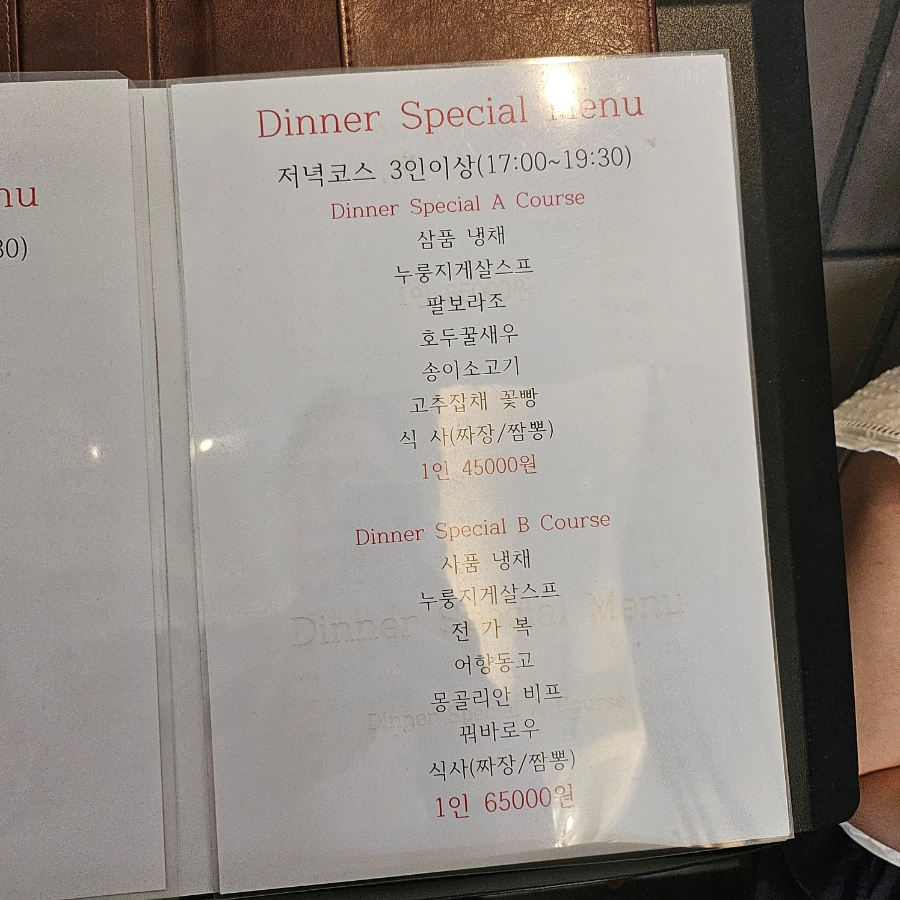 nu
30)
Dinner Special Menu
저녁코스 3인이상(17:00~19:30)
Dinner Special A Course
삼품 냉채
누룽지게살스프
팔보라조
호두꿀새우
송이소고기
고추잡채 꽃빵
식 사(짜장/짬뽕)
1인 45000원
Dinner Special B Course
사품 냉채
누룽지게살스프
전 가 복
어향동고
몽골리안 비프
꿔바로우
식사(짜장/짬뽕)
1인 65000원